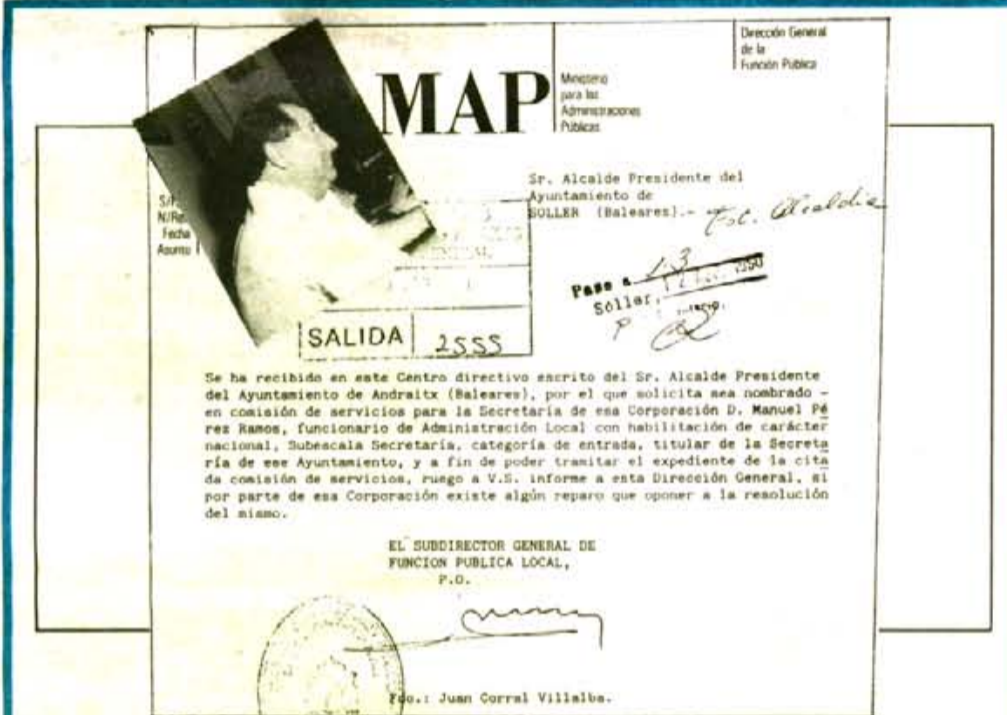 Dirección General
de la
Función Pública
MAP
Ministerio
para las
Administraciones
Públicas
Sr. Alcalde Presidente del
Ayuntamiento de
SOLLER (Baleares).-
Alcaldia
Fecha
Asunto
Pase a
Sóller,
SALIDA 2555
Se ha recibido en este Centro directivo escrito del Sr. Alcalde Presidente
del Ayuntamiento de Andraitx (Baleares), por el que solicita sea nombrado -
en comisión de servicios para la Secretaría de esa Corporación D. Manuel Pé
rez Ramos, funcionario de Administración Local con habilitación de carácter
nacional, Subescala Secretaría, categoría de entrada, titular de la Secreta
ría de ese Ayuntamiento, y a fin de poder tramitar el expediente de la cita
da comisión de servicios, ruego a V.S. informe a esta Dirección General, si
por parte de esa Corporación existe algún reparo que oponer a la resolución
del mismo.
EL SUBDIRECTOR GENERAL DE
FUNCION PUBLICA LOCAL,
P.O.
Fdo.: Juan Corral Villalba.